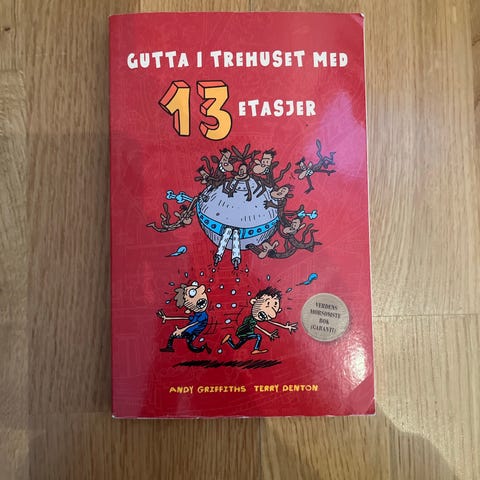 GUTTA I TREHUSET MED
13 ETASJER
VERDENS
MORSOMSTE
BOK
(GARANTI)
ANDY GRIFFITHS TERRY DENTON